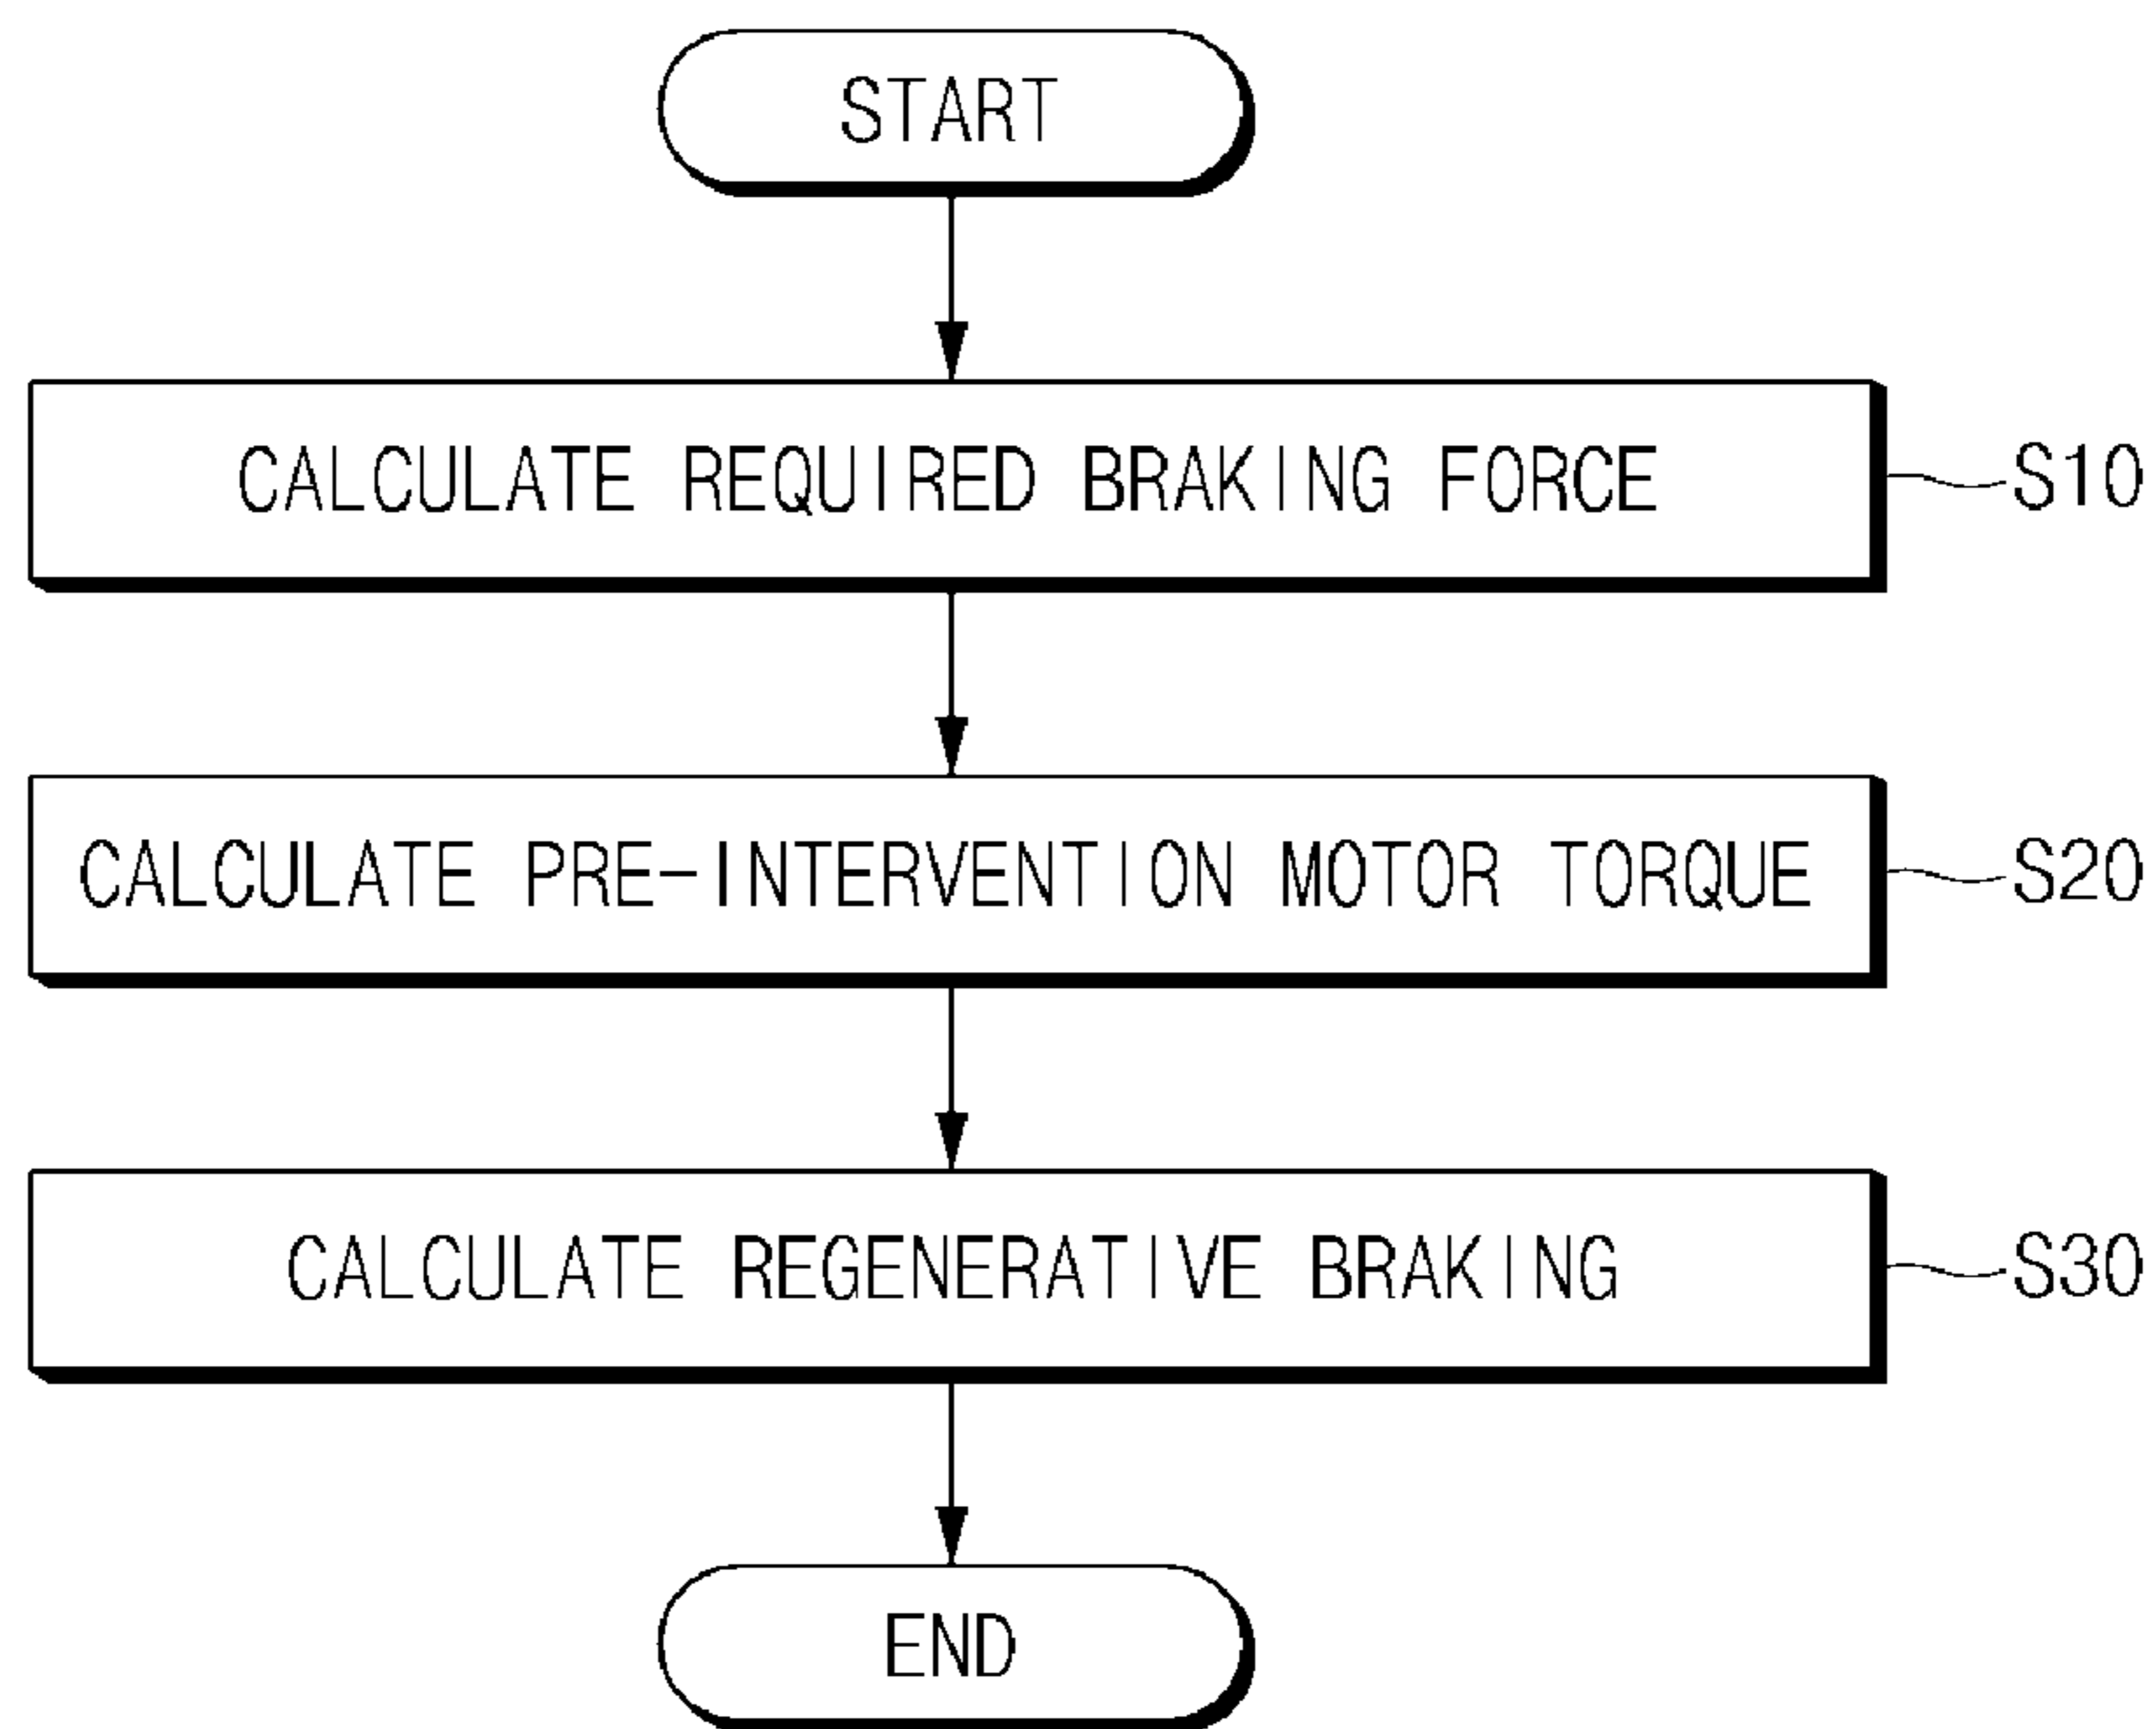 START
CALCULATE REQUIRED BRAKING FORCE
S10
CALCULATE PRE-INTERVENTION MOTOR TORQUE
S20
CALCULATE REGENERATIVE BRAKING
S30
END